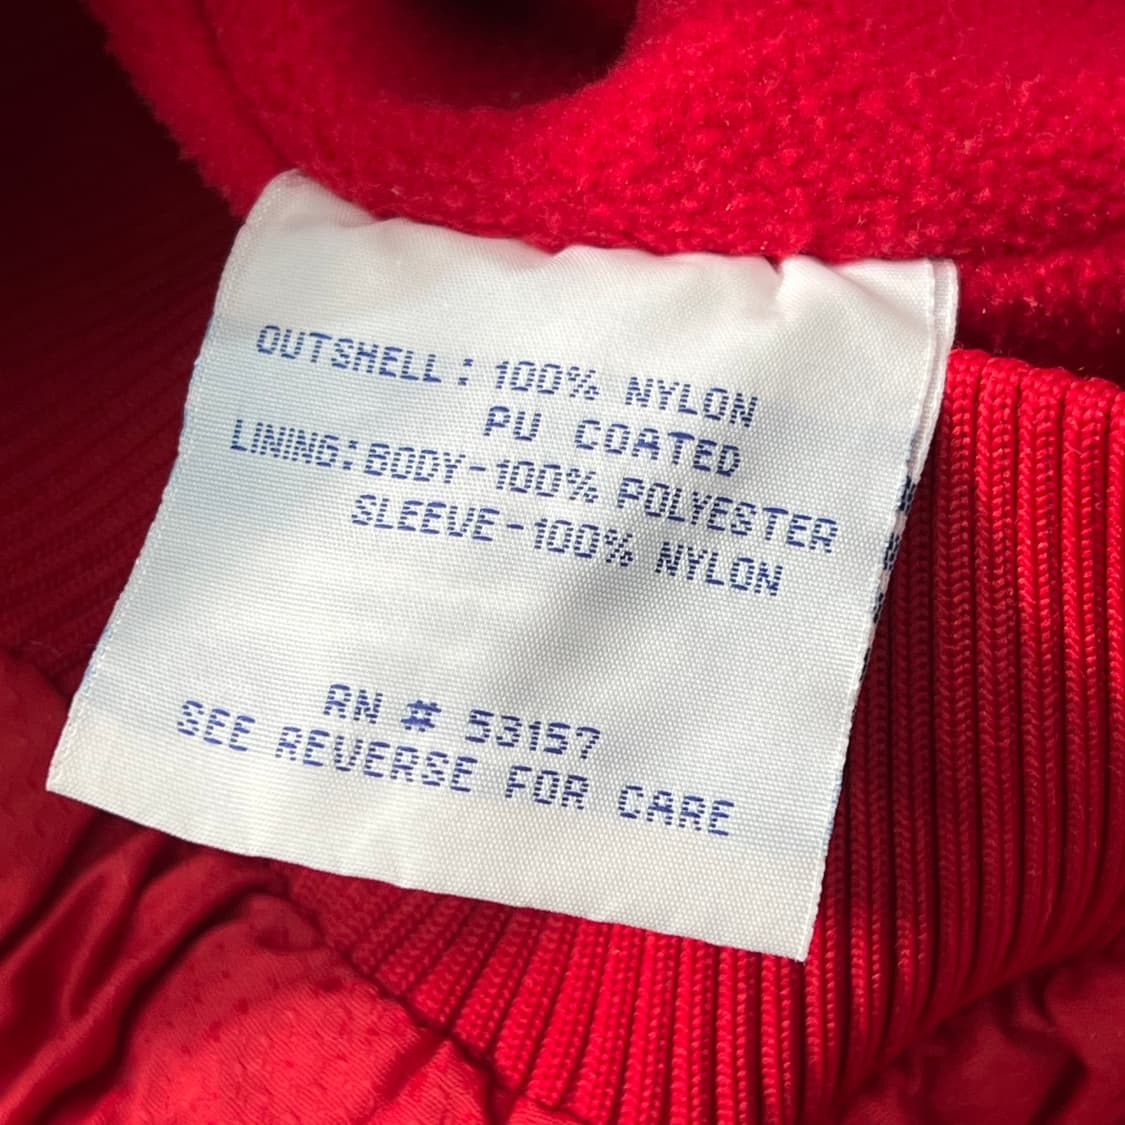 OUTSHELL: 100% NYLON
PU COATED
LINING: BODY-100% POLYESTER
SLEEVE-100% NYLON
RN # 53157
SEE REVERSE FOR CARE